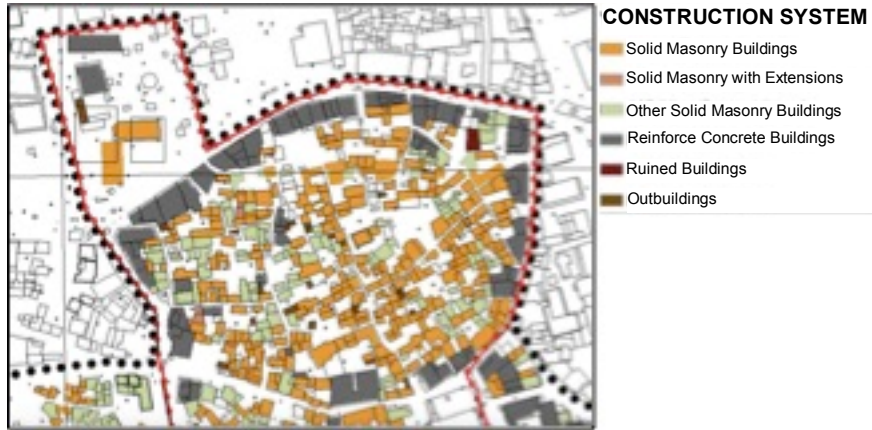 CONSTRUCTION SYSTEM
Solid Masonry Buildings
Solid Masonry with Extensions
Other Solid Masonry Buildings
Reinforce Concrete Buildings
Ruined Buildings
Outbuildings